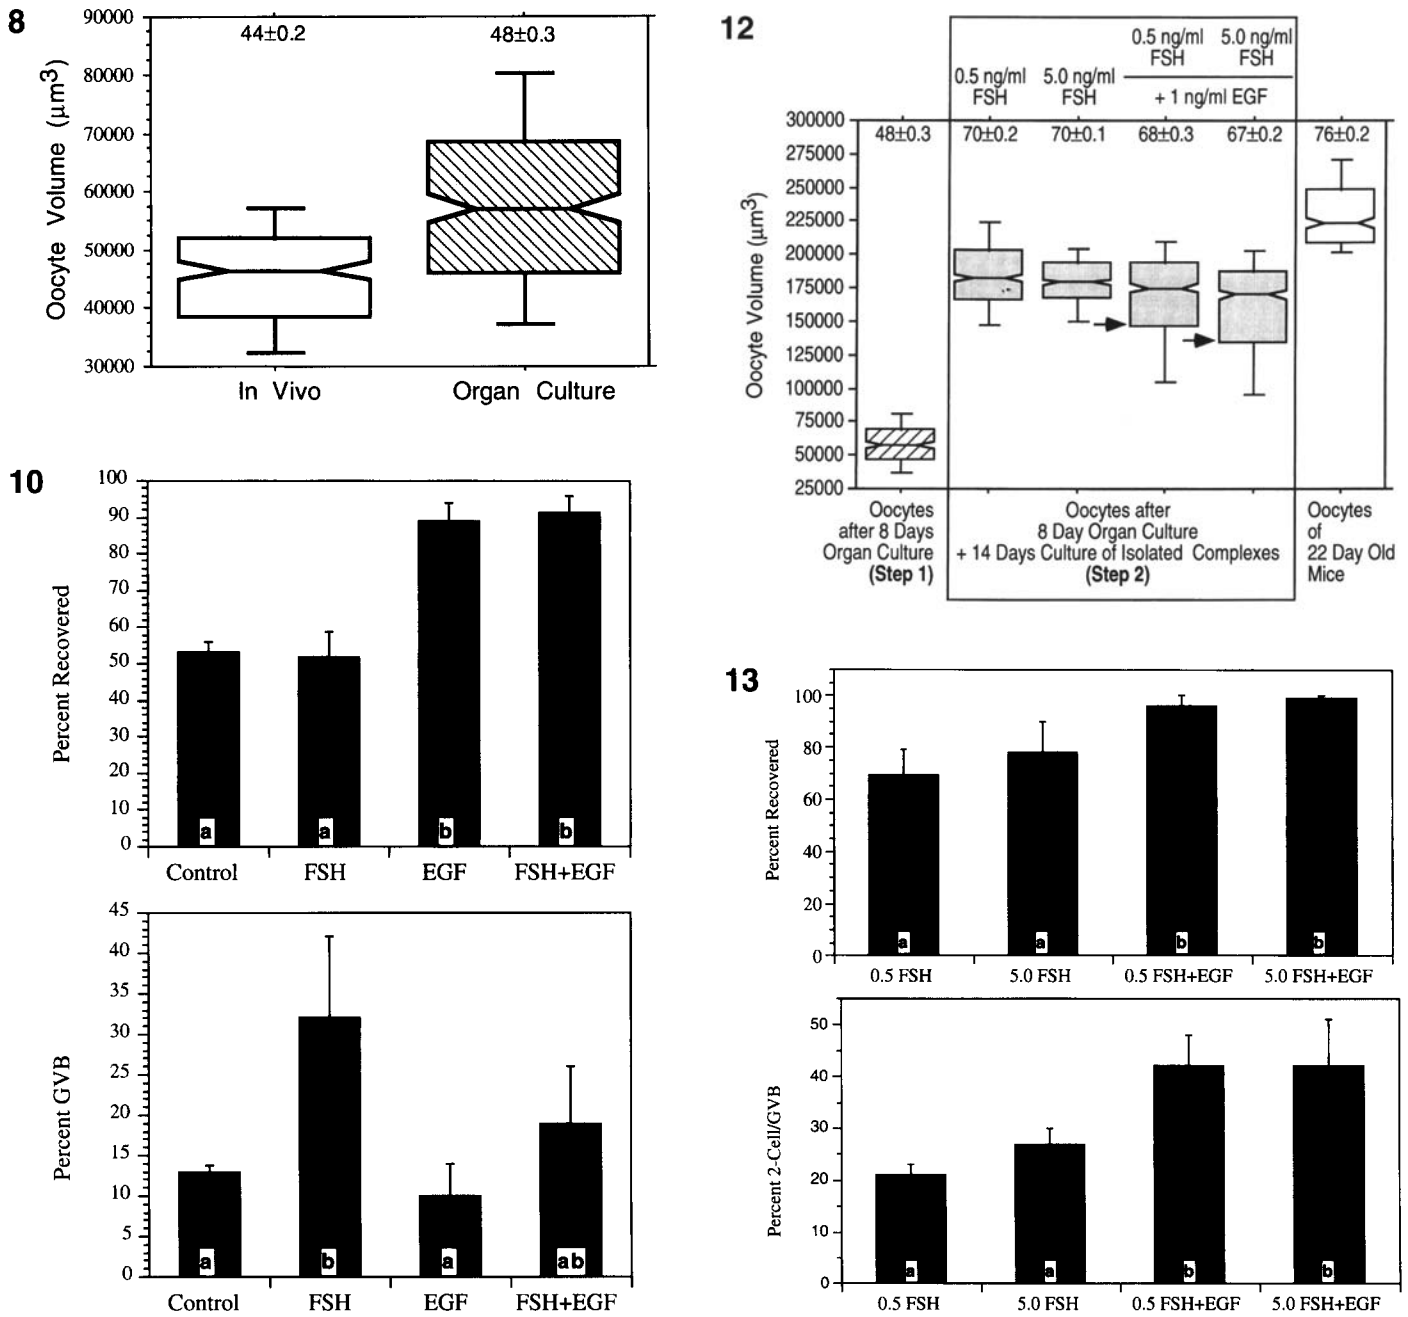 8
90000
80000
70000
60000
50000
40000
30000
Oocyte Volume (μm³)
44±0.2
48±0.3
In Vivo
Organ Culture
12
0.5 ng/ml
FSH
5.0 ng/ml
FSH
0.5 ng/ml
FSH
5.0 ng/ml
FSH
+ 1 ng/ml EGF
300000
275000
250000
225000
200000
175000
150000
125000
100000
75000
50000
25000
Oocyte Volume (μm³)
48±0.3
70±0.2
70±0.1
68±0.3
67±0.2
76±0.2
Oocytes
after 8 Days
Organ Culture
(Step 1)
Oocytes after
8 Day Organ Culture
+ 14 Days Culture of Isolated Complexes
(Step 2)
Oocytes
of
22 Day Old
Mice
10
100
90
80
70
60
50
40
30
20
10
0
Percent Recovered
a
a
b
b
Control
FSH
EGF
FSH+EGF
45
40
35
30
25
20
15
10
5
0
Percent GVB
a
b
a
ab
Control
FSH
EGF
FSH+EGF
13
100
80
60
40
20
0
Percent Recovered
a
a
b
b
0.5 FSH
5.0 FSH
0.5 FSH+EGF
5.0 FSH+EGF
50
40
30
20
10
0
Percent 2-Cell/GVB
a
a
b
b
0.5 FSH
5.0 FSH
0.5 FSH+EGF
5.0 FSH+EGF